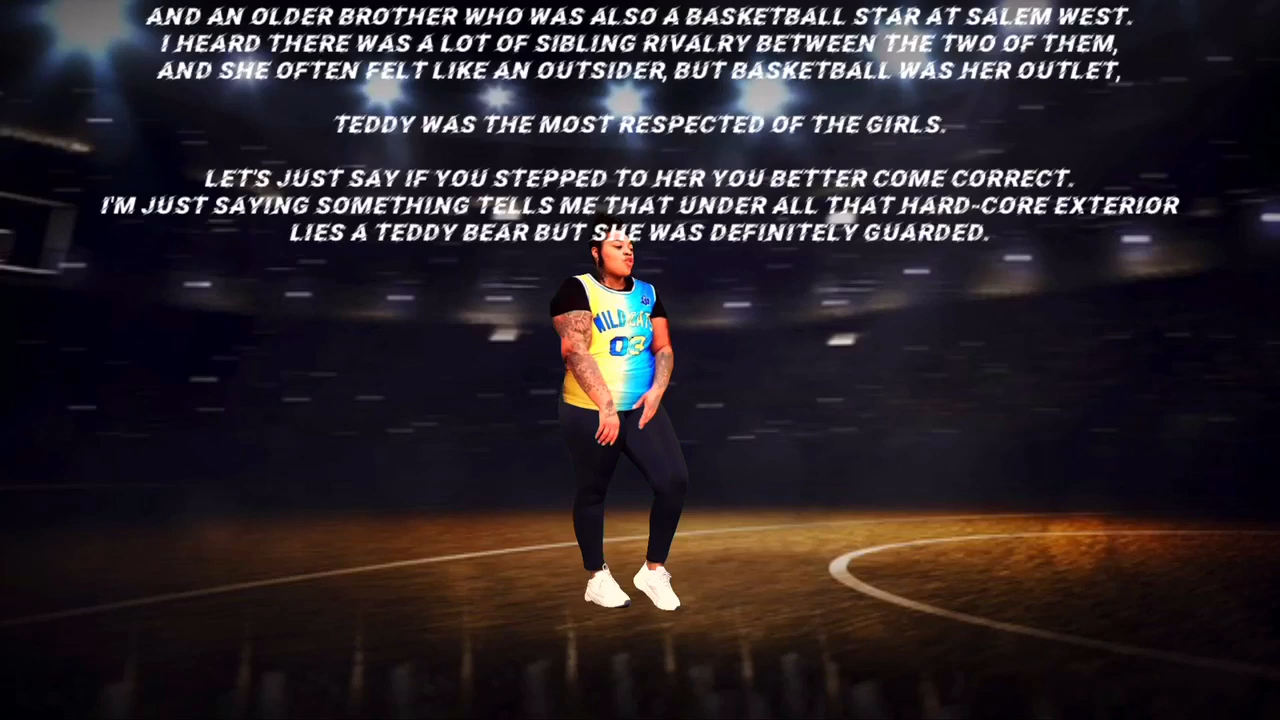 AND AN OLDER BROTHER WHO WAS ALSO A BASKETBALL STAR AT SALEM WEST.
I HEARD THERE WAS A LOT OF SIBLING RIVALRY BETWEEN THE TWO OF THEM,
AND SHE OFTEN FELT LIKE AN OUTSIDER, BUT BASKETBALL WAS HER OUTLET,
TEDDY WAS THE MOST RESPECTED OF THE GIRLS.
LET'S JUST SAY IF YOU STEPPED TO HER YOU BETTER COME CORRECT.
I'M JUST SAYING SOMETHING TELLS ME THAT UNDER ALL THAT HARD-CORE EXTERIOR
LIES A TEDDY BEAR BUT SHE WAS DEFINITELY GUARDED.
WILDCATS
03